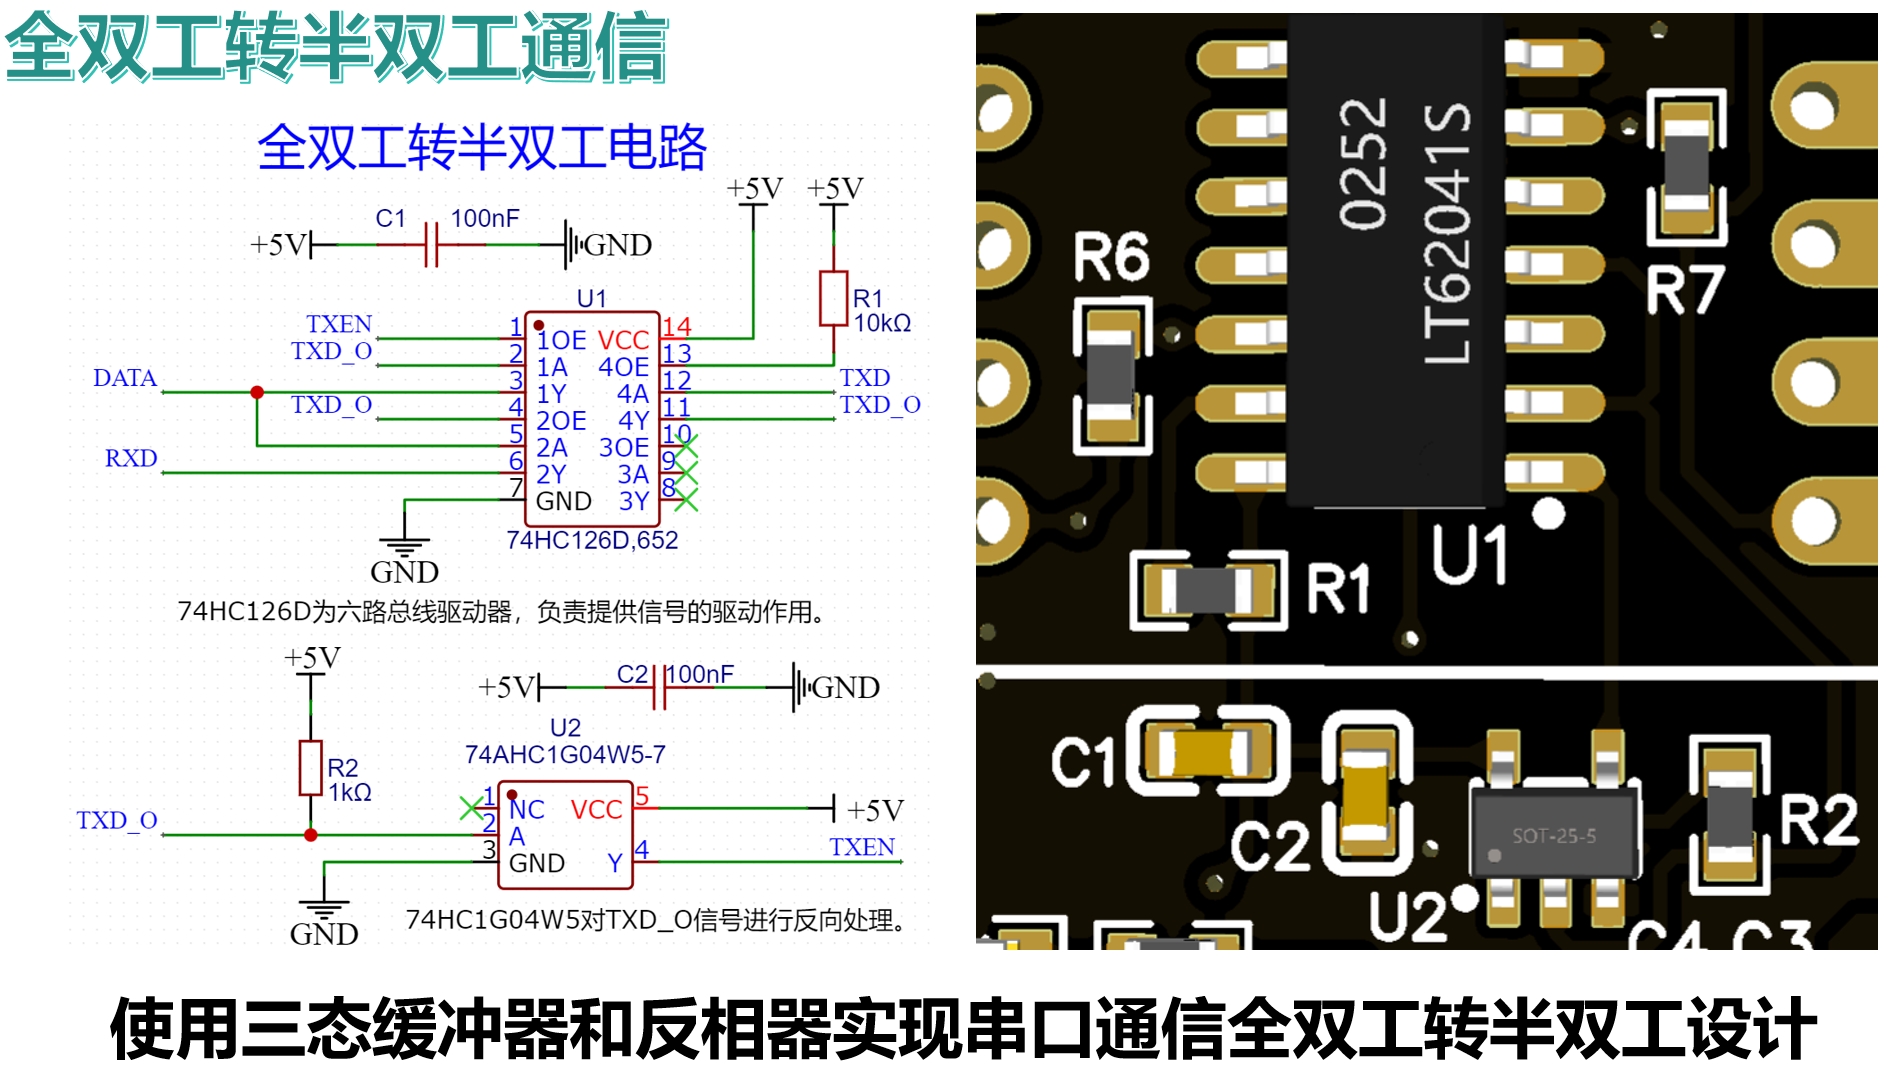 全双工转半双工通信
全双工转半双工电路
+5V +5V
C1 100nF
+5V GND
U1
R1
10kΩ
TXEN 1 1OE VCC 14
TXD_O 2 1A 4OE 13
DATA 3 1Y 4A 12 TXD
TXD_O 4 2OE 4Y 11 TXD_O
5 2A 3OE 10
RXD 6 2Y 3A 9
7 GND 3Y 8
74HC126D,652
GND
74HC126D为六路总线驱动器，负责提供信号的驱动作用。
+5V
C2 100nF
+5V GND
U2
74AHC1G04W5-7
R2
1kΩ
1 NC VCC 5 +5V
TXD_O 2 A
3 GND Y 4 TXEN
GND
74HC1G04W5对TXD_O信号进行反向处理。
0252
LT62041S
R6
R7
U1
R1
C1
C2
SOT-25-5
R2
U2
C4 C3
使用三态缓冲器和反相器实现串口通信全双工转半双工设计